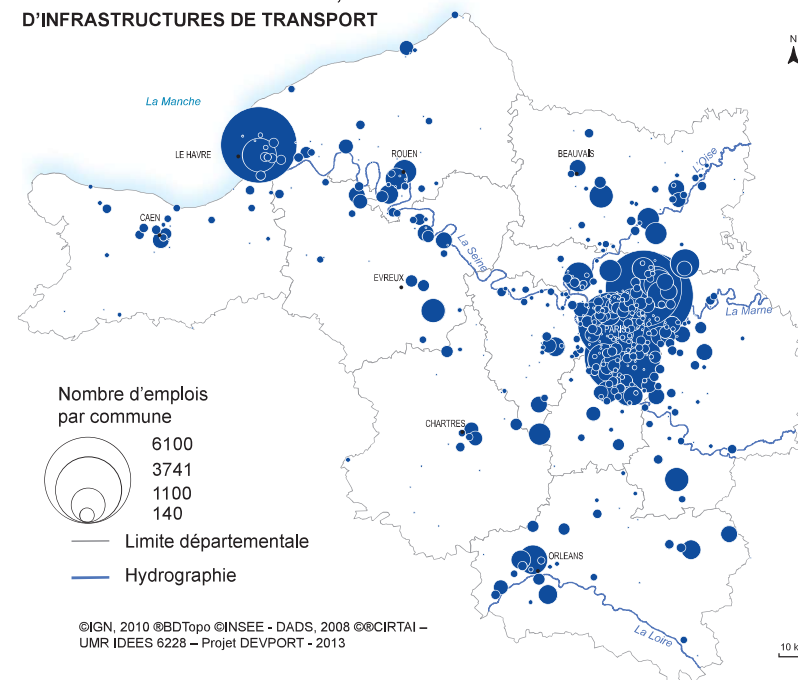 D'INFRASTRUCTURES DE TRANSPORT
N
La Manche
LE HAVRE
ROUEN
BEAUVAIS
L'Oise
CAEN
La Seine
EVREUX
PARIS
La Marne
Nombre d'emplois
par commune
6100
3741
1100
140
CHARTRES
Limite départementale
Hydrographie
ORLEANS
La Loire
©IGN, 2010 ®BDTopo ©INSEE - DADS, 2008 ©®CIRTAI –
UMR IDEES 6228 – Projet DEVPORT - 2013
10 k